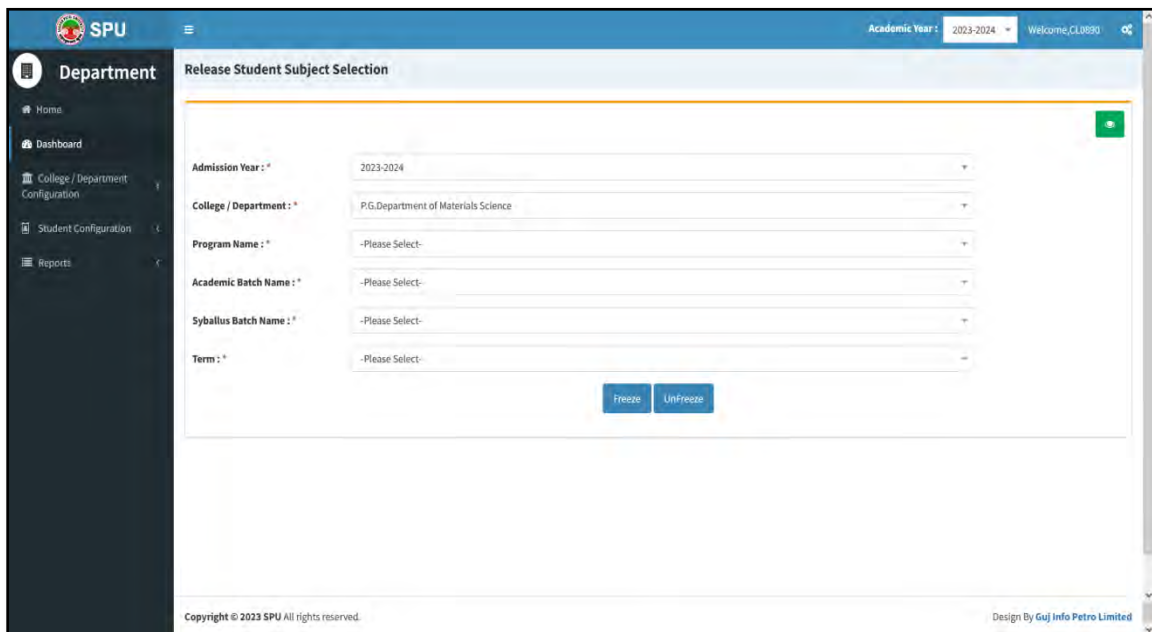 SPU
Academic Year : 2023-2024 Welcome,CL0890
Department
Release Student Subject Selection
Home
Dashboard
College / Department
Configuration
Student Configuration
Reports
Admission Year : * 2023-2024
College / Department : * P.G.Department of Materials Science
Program Name : * -Please Select-
Academic Batch Name : * -Please Select-
Syballus Batch Name : * -Please Select-
Term : * -Please Select-
Freeze UnFreeze
Copyright © 2023 SPU All rights reserved. Design By Guj Info Petro Limited